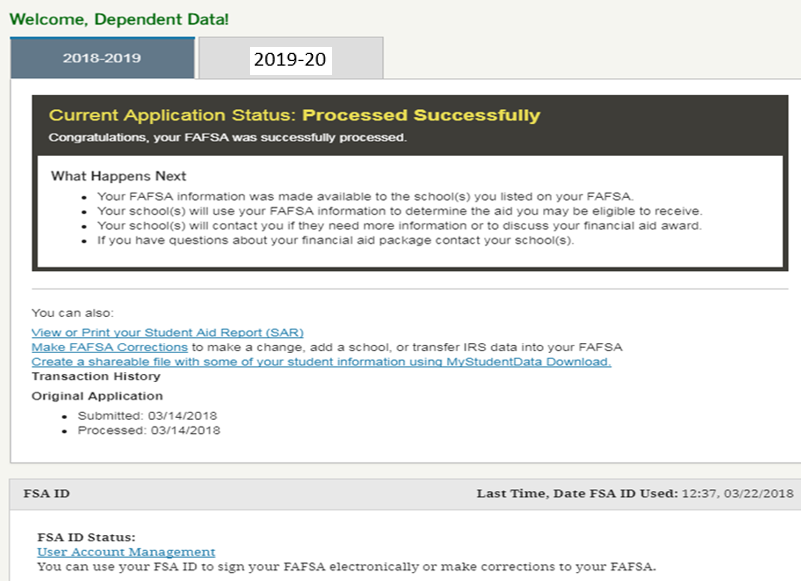 Welcome, Dependent Data!
2018-2019
2019-20
Current Application Status: Processed Successfully
Congratulations, your FAFSA was successfully processed.
What Happens Next
• Your FAFSA information was made available to the school(s) you listed on your FAFSA.
• Your school(s) will use your FAFSA information to determine the aid you may be eligible to receive.
• Your school(s) will contact you if they need more information or to discuss your financial aid award.
• If you have questions about your financial aid package contact your school(s).
You can also:
View or Print your Student Aid Report (SAR)
Make FAFSA Corrections to make a change, add a school, or transfer IRS data into your FAFSA
Create a shareable file with some of your student information using MyStudentData Download.
Transaction History
Original Application
• Submitted: 03/14/2018
• Processed: 03/14/2018
FSA ID Last Time, Date FSA ID Used: 12:37, 03/22/2018
FSA ID Status:
User Account Management
You can use your FSA ID to sign your FAFSA electronically or make corrections to your FAFSA.